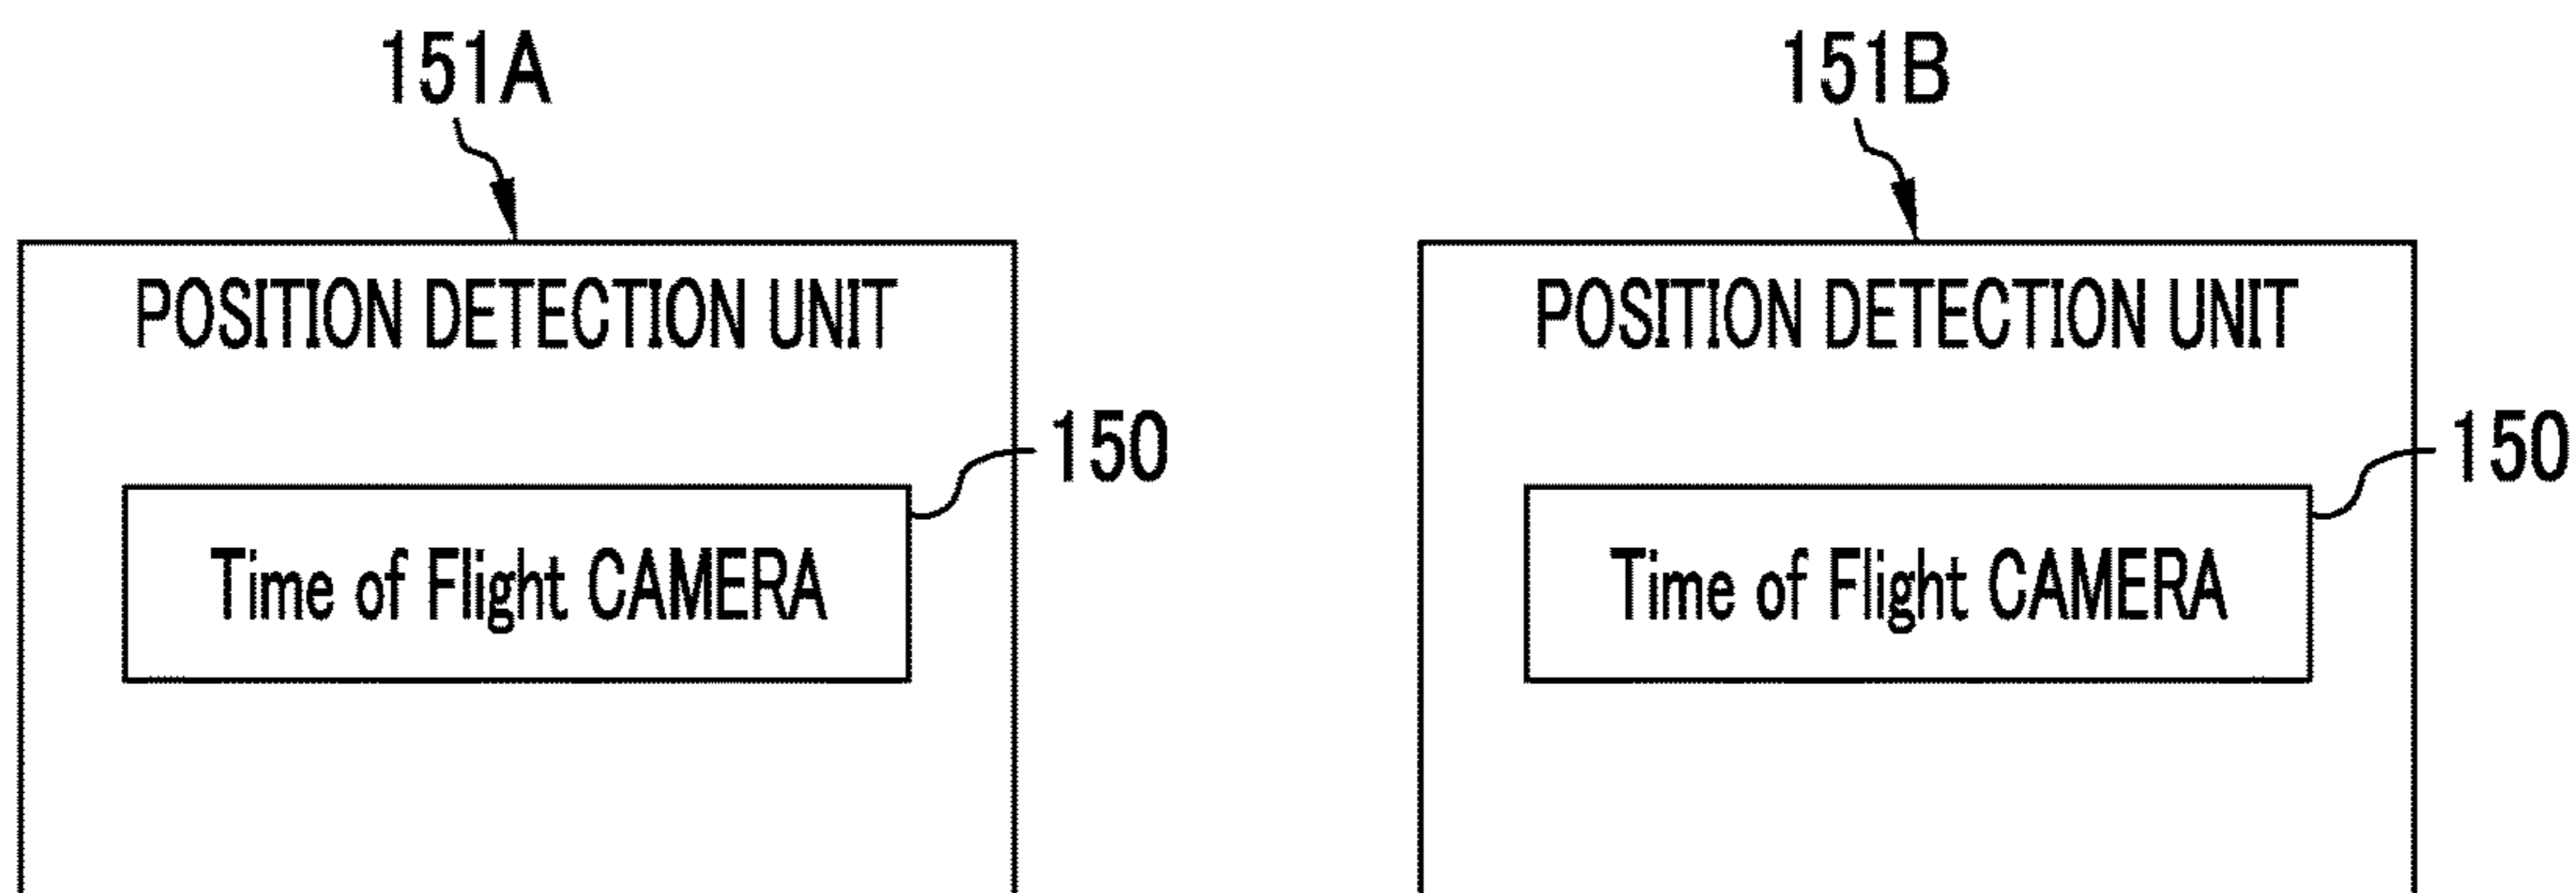 151A
151B
POSITION DETECTION UNIT
POSITION DETECTION UNIT
150
150
Time of Flight CAMERA
Time of Flight CAMERA